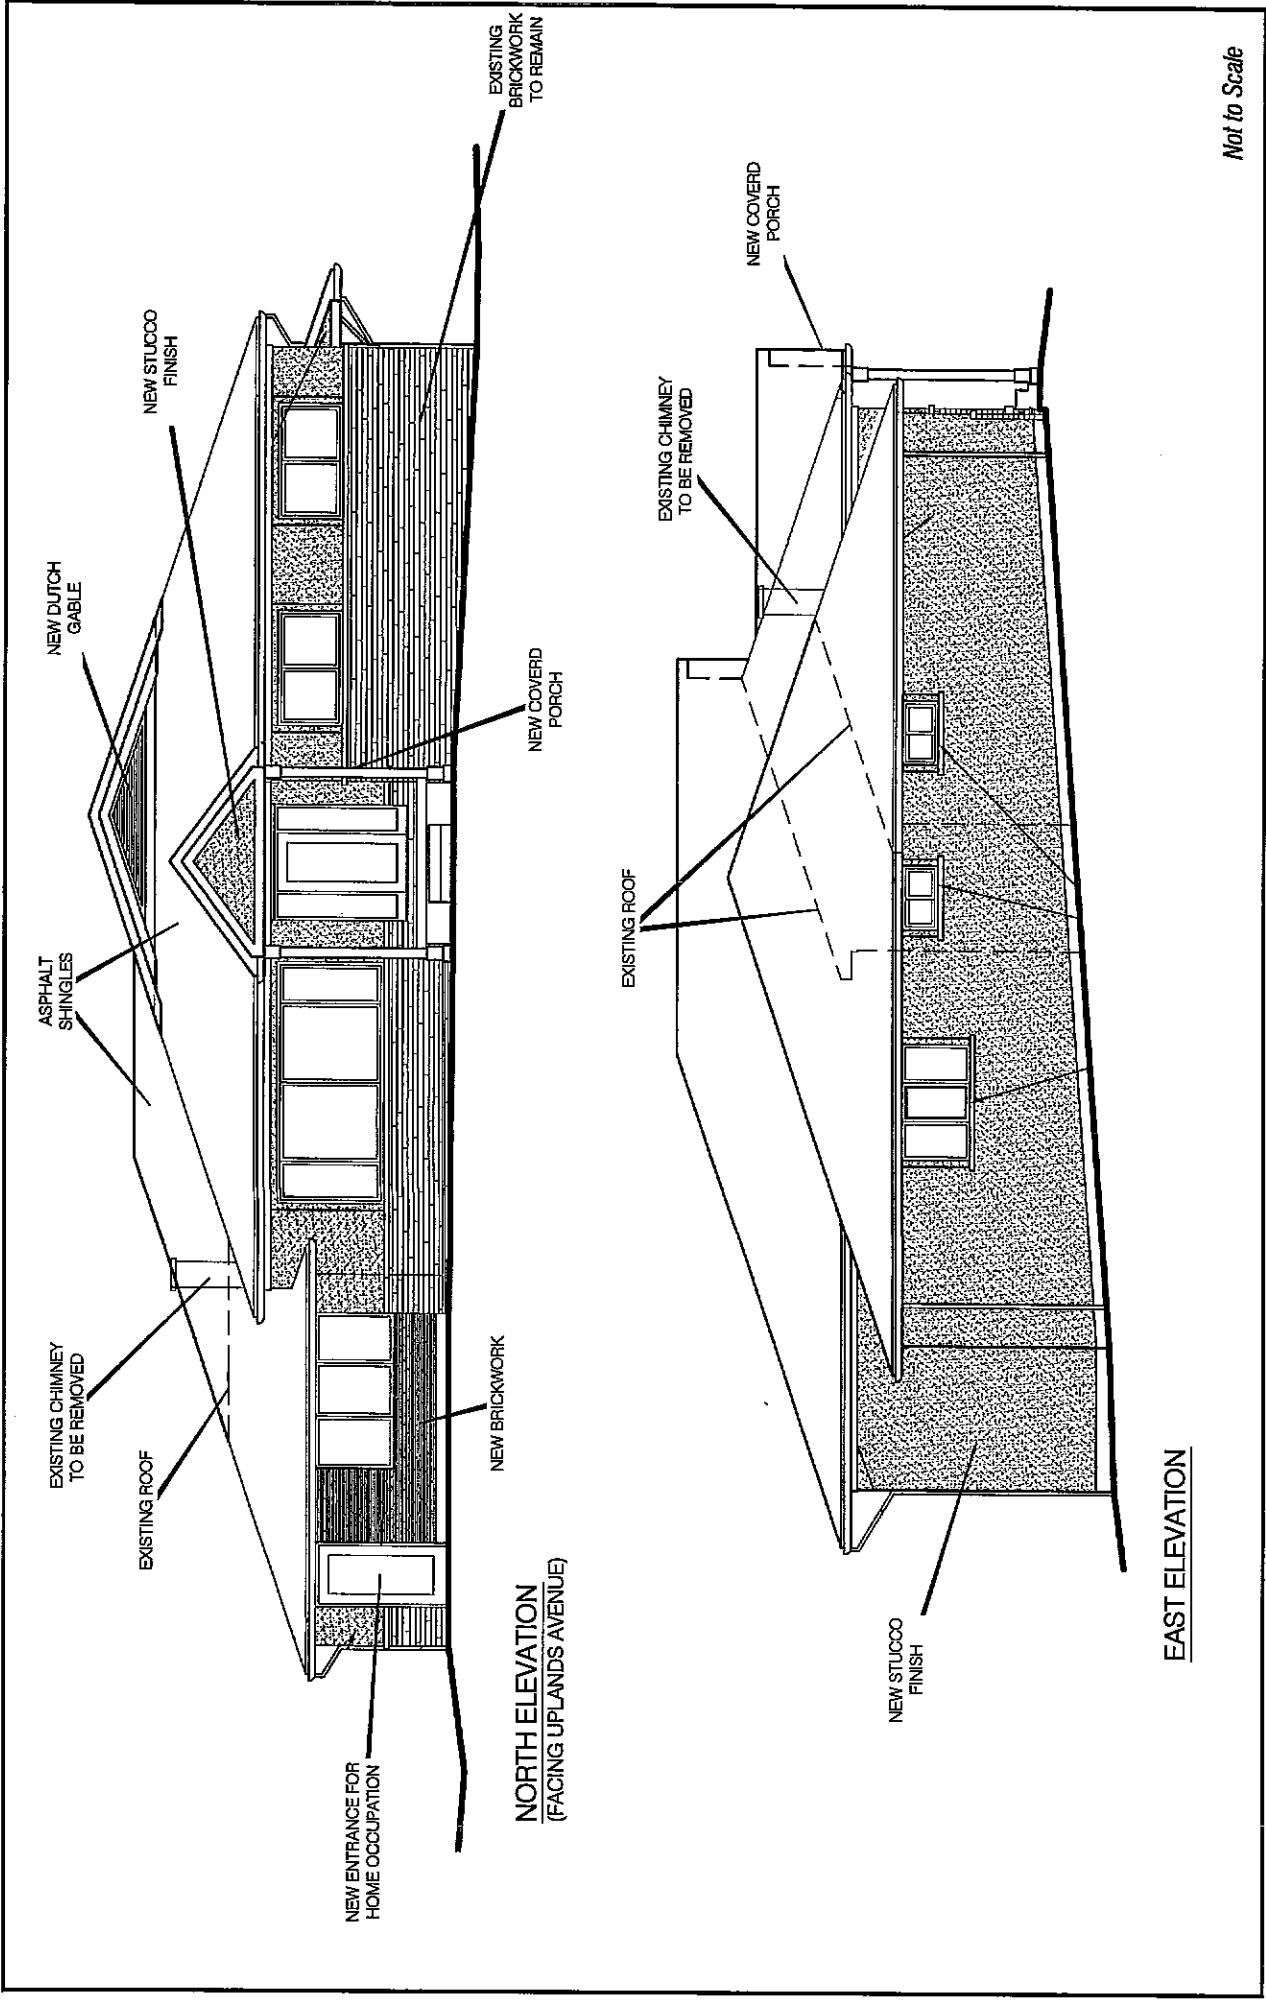 ASPHALT
SHINGLES
NEW DUTCH
GABLE
NEW STUCCO
FINISH
EXISTING
BRICKWORK
TO REMAIN
EXISTING CHIMNEY
TO BE REMOVED
EXISTING ROOF
NEW ENTRANCE FOR
HOME OCCUPATION
NEW BRICKWORK
NEW COVERD
PORCH
NORTH ELEVATION
(FACING UPLANDS AVENUE)
EXISTING ROOF
EXISTING CHIMNEY
TO BE REMOVED
NEW COVERD
PORCH
NEW STUCCO
FINISH
EAST ELEVATION
Not to Scale